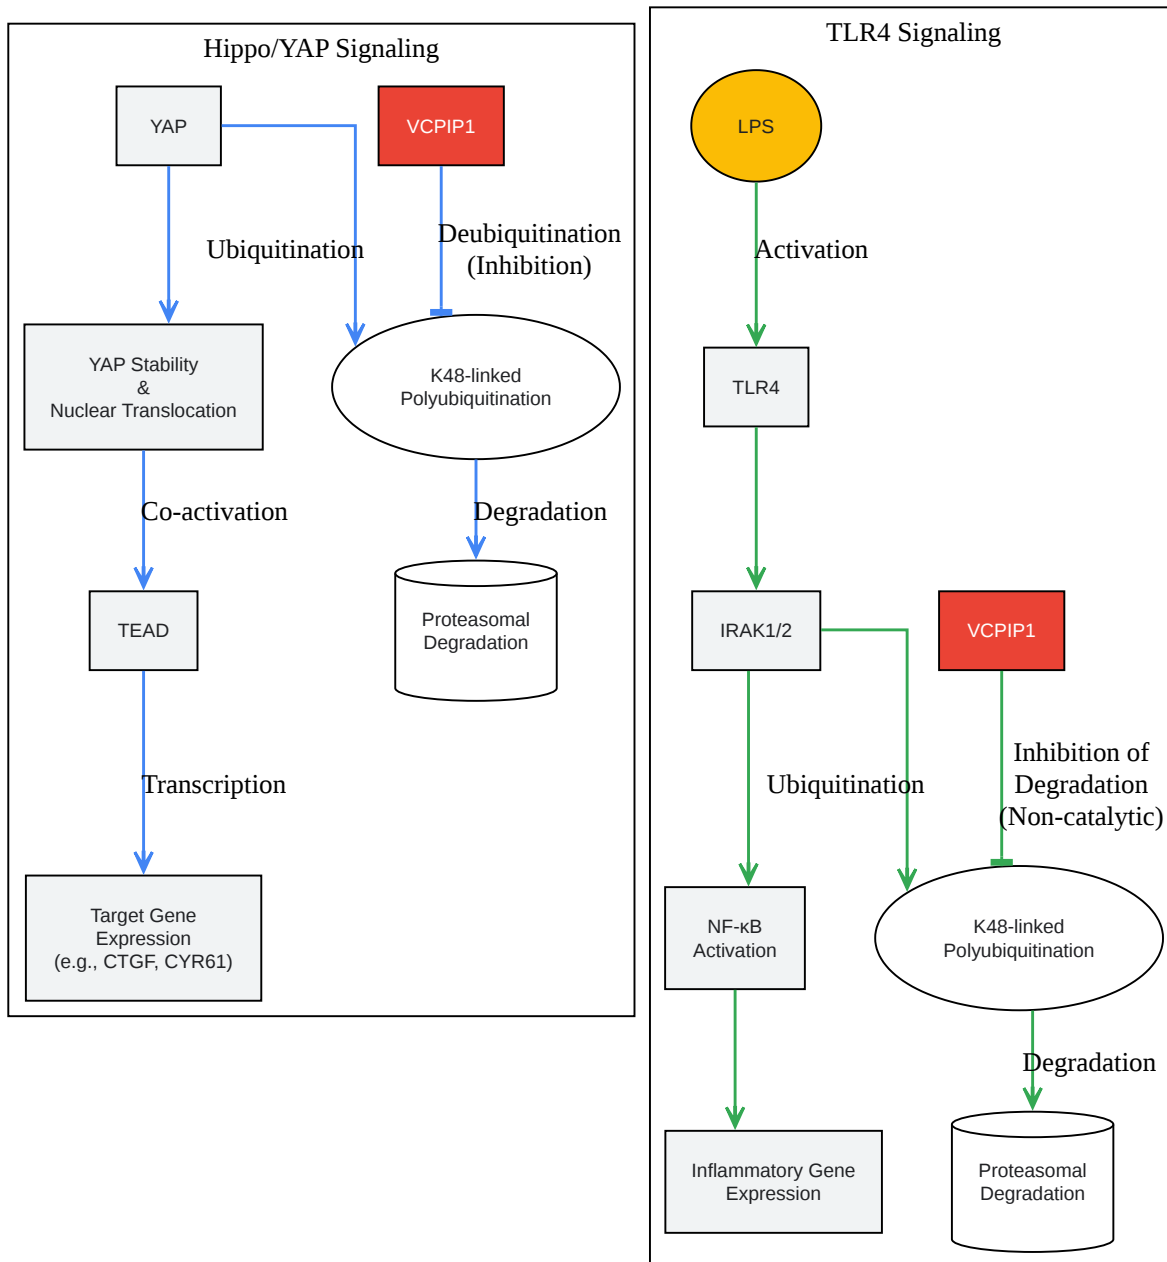 Hippo/YAP Signaling
YAP
VCPIP1
Ubiquitination
Deubiquitination
(Inhibition)
YAP Stability
&
Nuclear Translocation
K48-linked
Polyubiquitination
Co-activation
Degradation
TEAD
Proteasomal
Degradation
Transcription
Target Gene
Expression
(e.g., CTGF, CYR61)
TLR4 Signaling
LPS
Activation
TLR4
IRAK1/2
VCPIP1
Ubiquitination
Inhibition of
Degradation
(Non-catalytic)
NF-κB
Activation
K48-linked
Polyubiquitination
Degradation
Inflammatory Gene
Expression
Proteasomal
Degradation